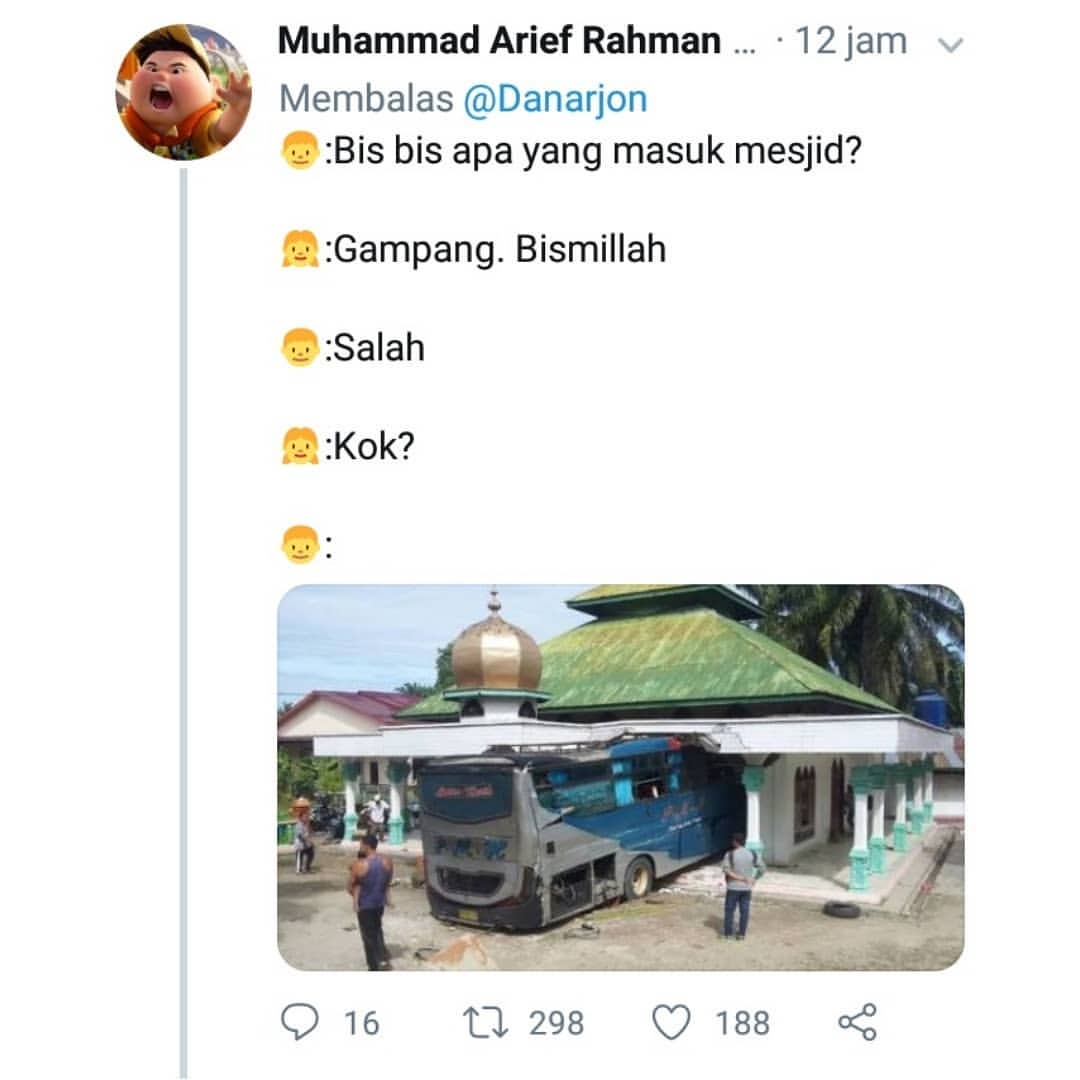 Muhammad Arief Rahman ... · 12 jam
Membalas @Danarjon
👦:Bis bis apa yang masuk mesjid?
👧:Gampang. Bismillah
👦:Salah
👧:Kok?
👦:
16 298 188